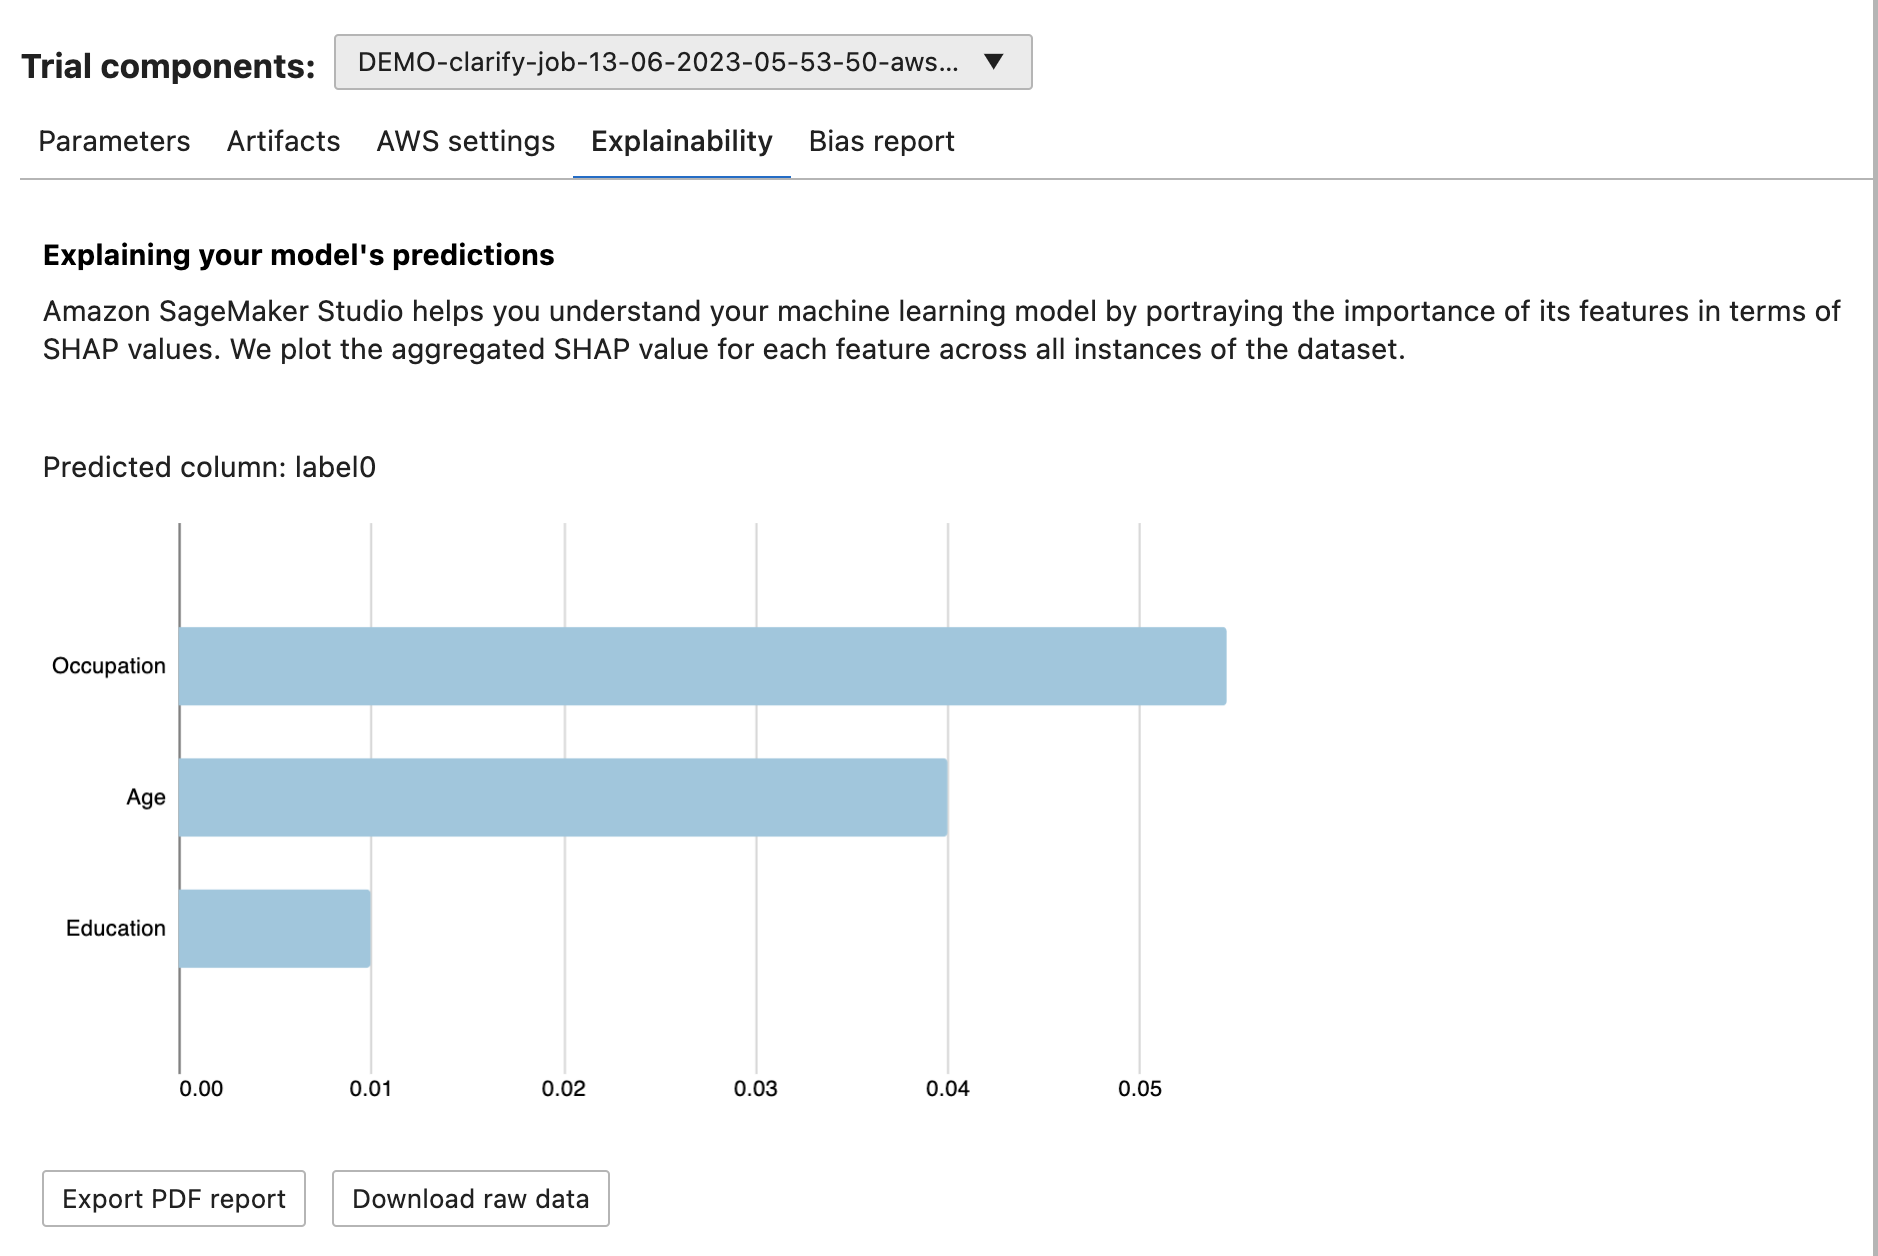 Trial components: DEMO-clarify-job-13-06-2023-05-53-50-aws...
Parameters Artifacts AWS settings Explainability Bias report
Explaining your model's predictions
Amazon SageMaker Studio helps you understand your machine learning model by portraying the importance of its features in terms of
SHAP values. We plot the aggregated SHAP value for each feature across all instances of the dataset.
Predicted column: label0
Occupation
Age
Education
0.00 0.01 0.02 0.03 0.04 0.05
Export PDF report Download raw data